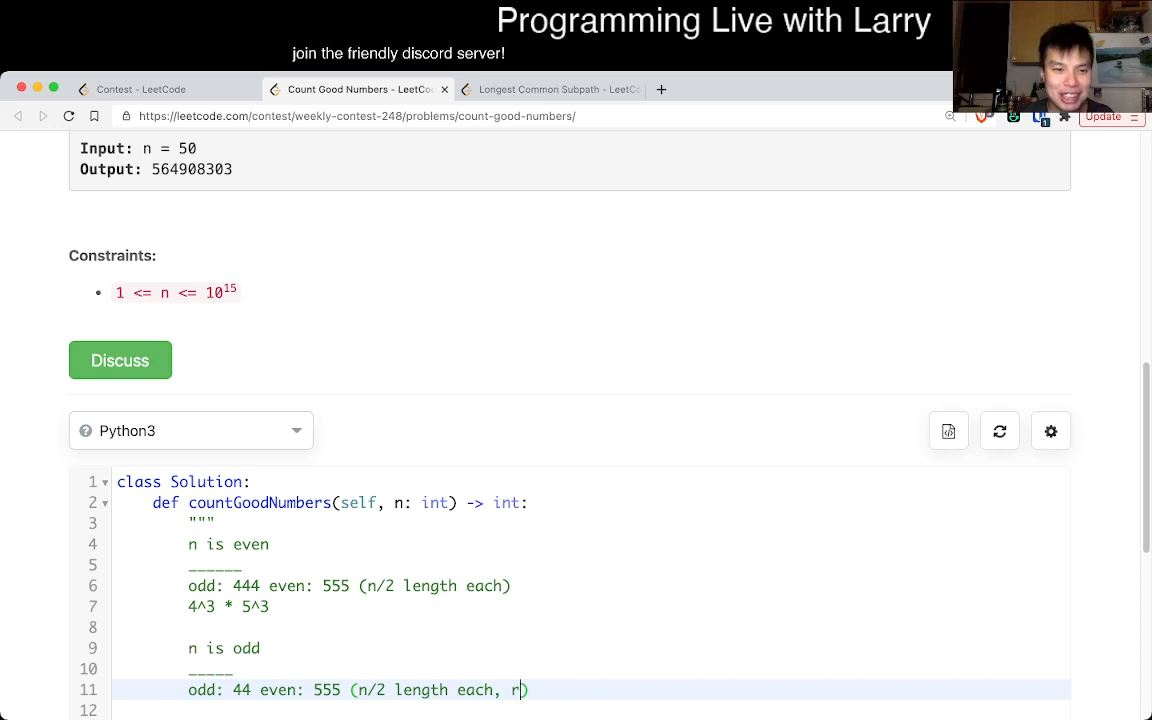 Programming Live with Larry
join the friendly discord server!
Contest - LeetCode
Count Good Numbers - LeetCo
Longest Common Subpath - LeetC
https://leetcode.com/contest/weekly-contest-248/problems/count-good-numbers/
Update
Input: n = 50
Output: 564908303
Constraints:
• 1 <= n <= 10^15
Discuss
Python3
1 class Solution:
2 def countGoodNumbers(self, n: int) -> int:
3 """
4 n is even
5 ______
6 odd: 444 even: 555 (n/2 length each)
7 4^3 * 5^3
8
9 n is odd
10 _____
11 odd: 44 even: 555 (n/2 length each, r)
12